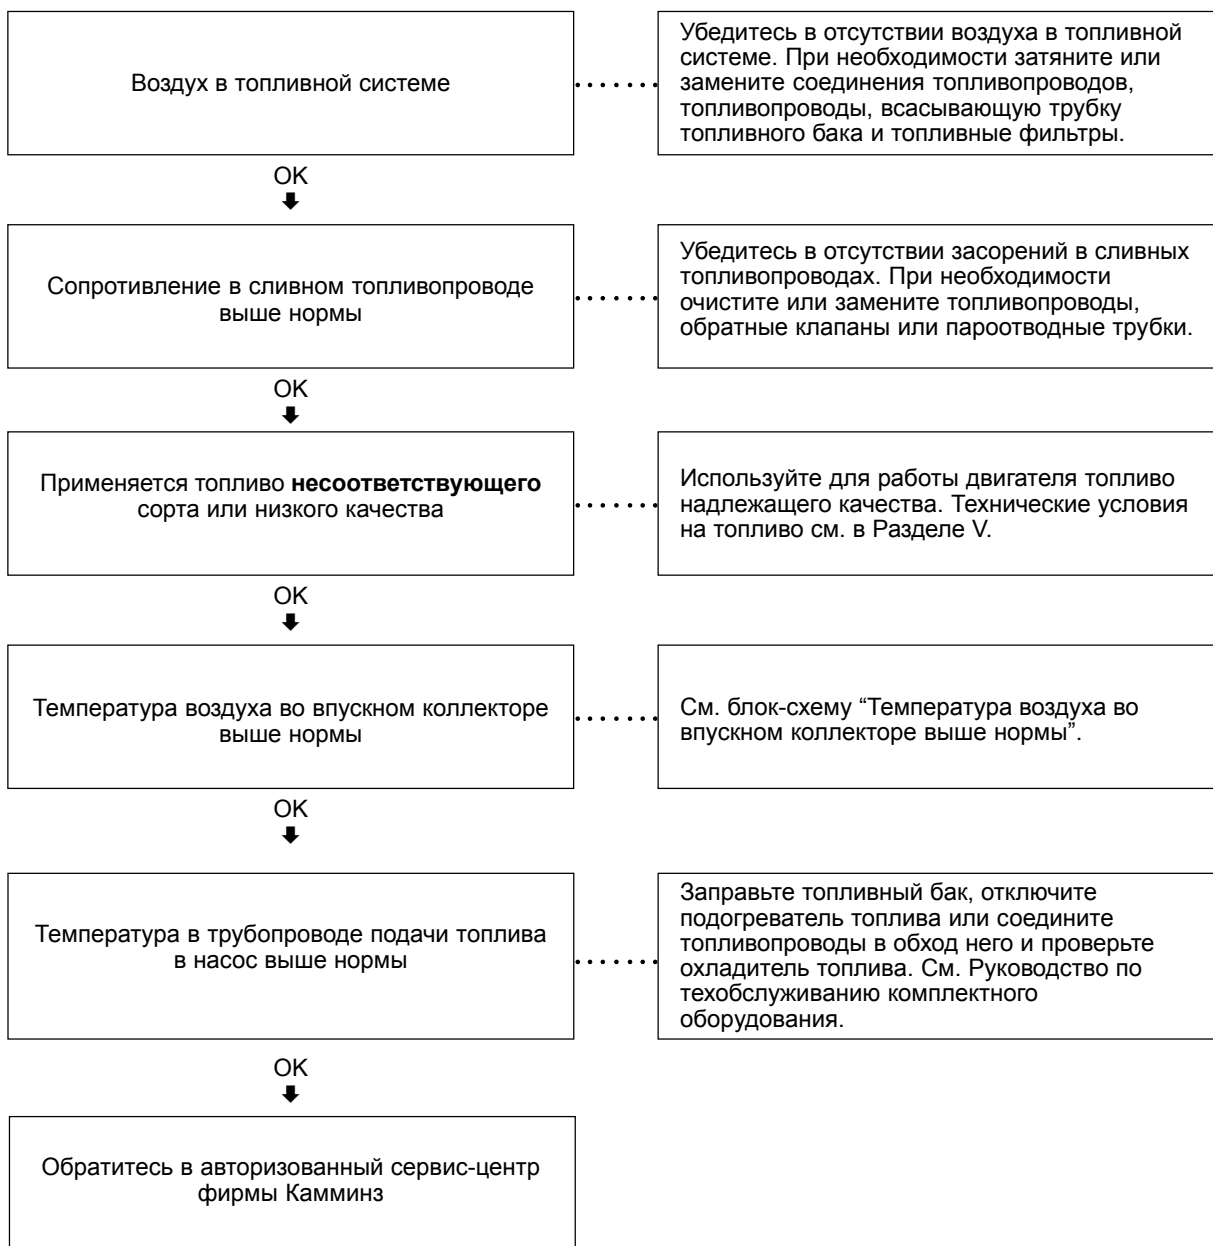 Воздух в топливной системе
Убедитесь в отсутствии воздуха в топливной
системе. При необходимости затяните или
замените соединения топливопроводов,
топливопроводы, всасывающую трубку
топливного бака и топливные фильтры.
OK
Сопротивление в сливном топливопроводе
выше нормы
Убедитесь в отсутствии засорений в сливных
топливопроводах. При необходимости
очистите или замените топливопроводы,
обратные клапаны или пароотводные трубки.
OK
Применяется топливо несоответствующего
сорта или низкого качества
Используйте для работы двигателя топливо
надлежащего качества. Технические условия
на топливо см. в Разделе V.
OK
Температура воздуха во впускном коллекторе
выше нормы
См. блок-схему “Температура воздуха во
впускном коллекторе выше нормы”.
OK
Температура в трубопроводе подачи топлива
в насос выше нормы
Заправьте топливный бак, отключите
подогреватель топлива или соедините
топливопроводы в обход него и проверьте
охладитель топлива. См. Руководство по
техобслуживанию комплектного
оборудования.
OK
Обратитесь в авторизованный сервис-центр
фирмы Камминз